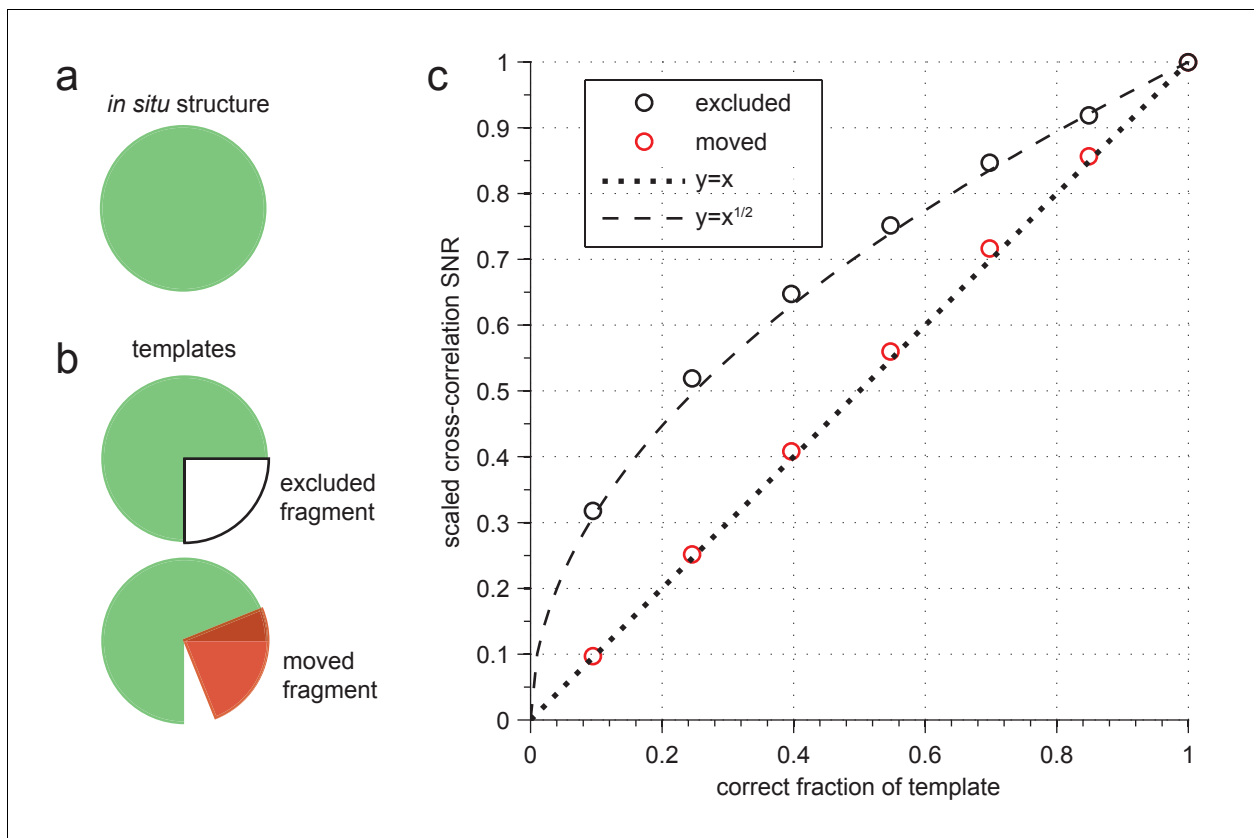 a
in situ structure
b
templates
excluded
fragment
moved
fragment
c
excluded
moved
y=x
y=x1/2
scaled cross-correlation SNR
1
0.9
0.8
0.7
0.6
0.5
0.4
0.3
0.2
0.1
0
0 0.2 0.4 0.6 0.8 1
correct fraction of template